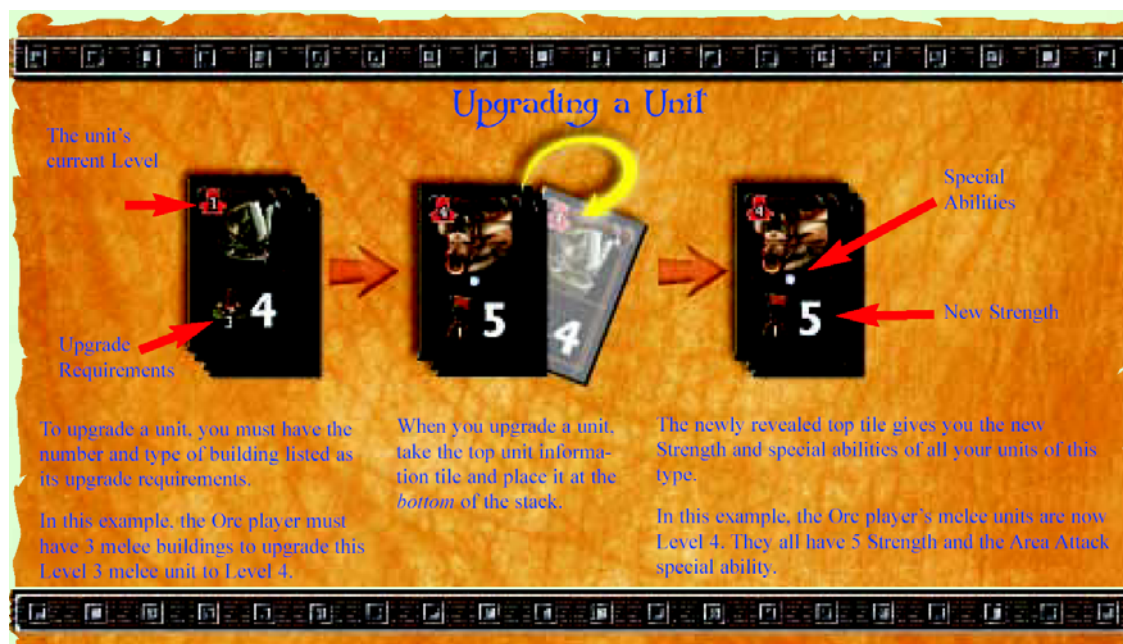 Upgrading a Unit
The unit's
current Level
4
Upgrade
Requirements
4
5
4
4
5
Special
Abilities
New Strength
To upgrade a unit, you must have the
number and type of building listed as
its upgrade requirements.
In this example, the Orc player must
have 3 melee buildings to upgrade this
Level 3 melee unit to Level 4.
When you upgrade a unit,
take the top unit informa-
tion tile and place it at the
bottom of the stack.
The newly revealed top tile gives you the new
Strength and special abilities of all your units of this
type.
In this example, the Orc player's melee units are now
Level 4. They all have 5 Strength and the Area Attack
special ability.